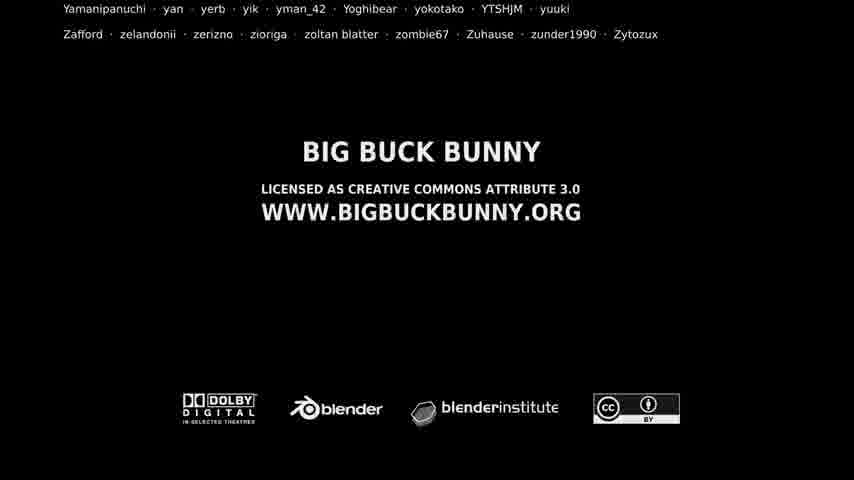 Yamanipanuchi · yan · yerb · yik · yman_42 · Yoghibear · yokotako · YTSHJM · yuuki
Zafford · zelandonii · zerizno · zioriga · zoltan blatter · zombie67 · Zuhause · zunder1990 · Zytozux
BIG BUCK BUNNY
LICENSED AS CREATIVE COMMONS ATTRIBUTE 3.0
WWW.BIGBUCKBUNNY.ORG
DOLBY
DIGITAL
IN SELECTED THEATRES
blender
blenderinstitute
cc
BY